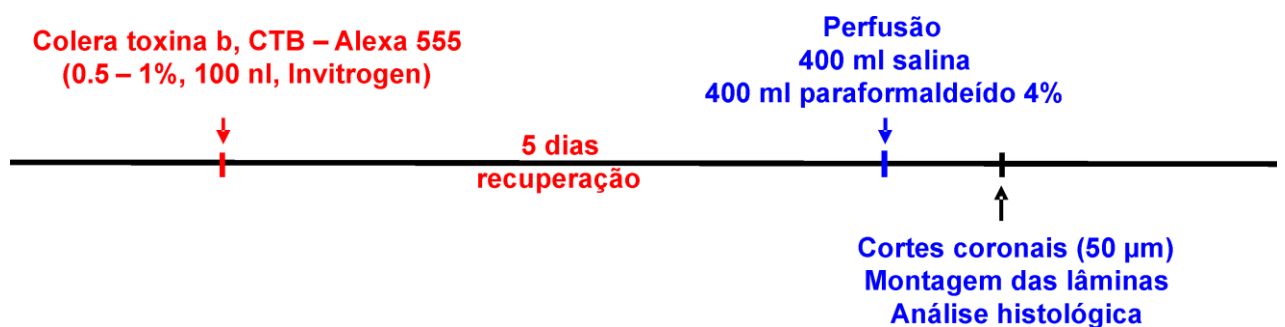 Colera toxina b, CTB – Alexa 555
(0.5 – 1%, 100 nl, Invitrogen)
Perfusão
400 ml salina
400 ml paraformaldeído 4%
5 dias
recuperação
Cortes coronais (50 µm)
Montagem das lâminas
Análise histológica